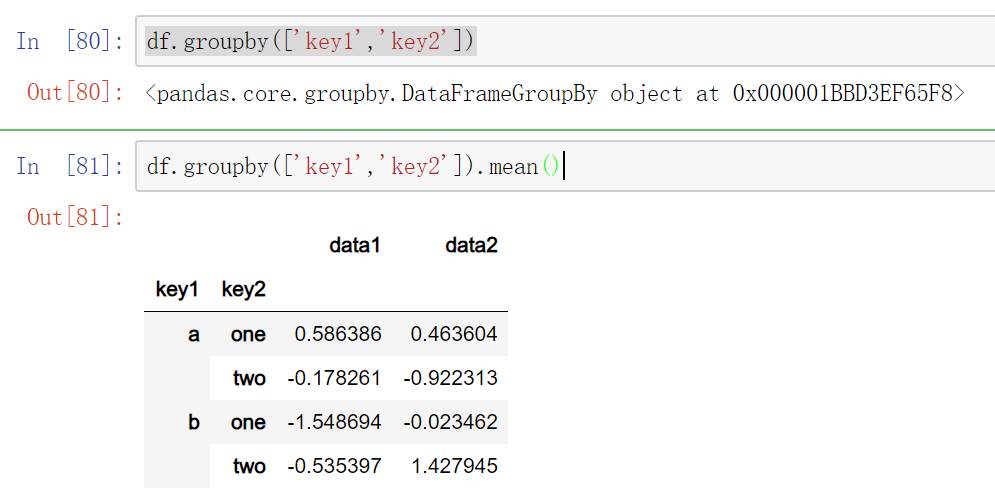 In [80]: df.groupby(['key1','key2'])
Out[80]: <pandas.core.groupby.DataFrameGroupBy object at 0x000001BBD3EF65F8>
In [81]: df.groupby(['key1','key2']).mean()
Out[81]:
data1 data2
key1 key2
a one 0.586386 0.463604
two -0.178261 -0.922313
b one -1.548694 -0.023462
two -0.535397 1.427945